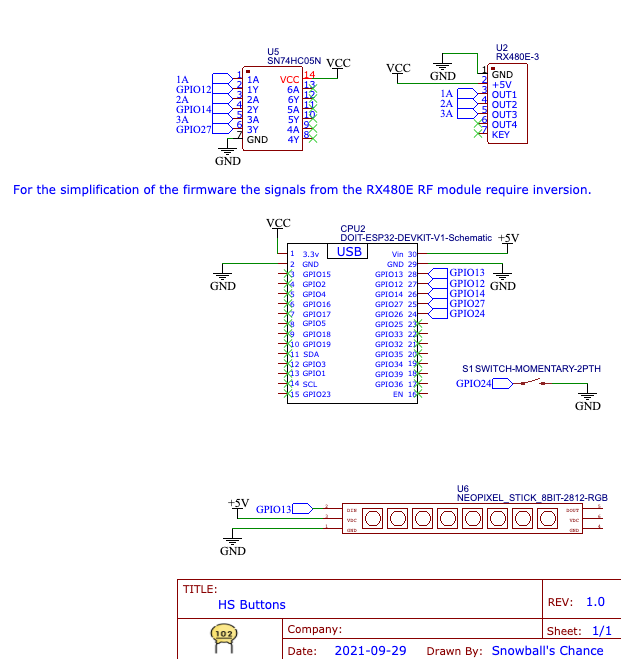 U5
SN74HC05N
VCC
1A 1 1A VCC 14
GPIO12 2 1Y 6A 13
2A 3 2A 6Y 12
GPIO14 4 2Y 5A 11
3A 5 3A 5Y 10
GPIO27 6 3Y 4A 9
7 GND 4Y 8
GND
U2
RX480E-3
VCC
GND
1 GND
2 +5V
1A 3 OUT1
2A 4 OUT2
3A 5 OUT3
6 OUT4
7 KEY
For the simplification of the firmware the signals from the RX480E RF module require inversion.
VCC
CPU2
DOIT-ESP32-DEVKIT-V1-Schematic
+5V
USB
1 3.3v Vin 30
2 GND GND 29
3 GPIO15 GPIO13 28 GPIO13
4 GPIO2 GPIO12 27 GPIO12
5 GPIO4 GPIO14 26 GPIO14
6 GPIO16 GPIO27 25 GPIO27
7 GPIO17 GPIO26 24 GPIO24
8 GPIO5 GPIO25 23
9 GPIO18 GPIO33 22
10 GPIO19 GPIO32 21
11 SDA GPIO35 20
12 GPIO3 GPIO34 19
13 GPIO1 GPIO39 18
14 SCL GPIO36 17
15 GPIO23 EN 16
GND
GND
S1 SWITCH-MOMENTARY-2PTH
GPIO24
GND
U6
NEOPIXEL_STICK_8BIT-2812-RGB
+5V
GPIO13 2 DIN DOUT 5
3 VDC VDC 6
1 GND GND 4
GND
TITLE:
HS Buttons
REV: 1.0
102
Company:
Sheet: 1/1
Date: 2021-09-29 Drawn By: Snowball's Chance